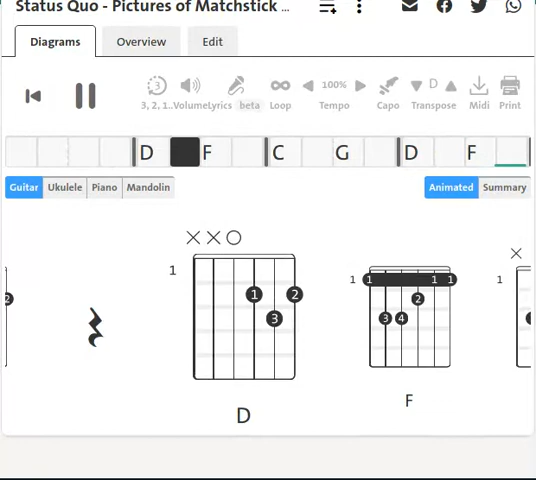 Status Quo - Pictures of Matchstick ...
Diagrams Overview Edit
3 100% D
3, 2, 1.. Volume Lyrics beta Loop Tempo Capo Transpose Midi Print
D F C G D F
Guitar Ukulele Piano Mandolin Animated Summary
1 1 1
2 1 2 3 1 1 1 2 3 4
D F